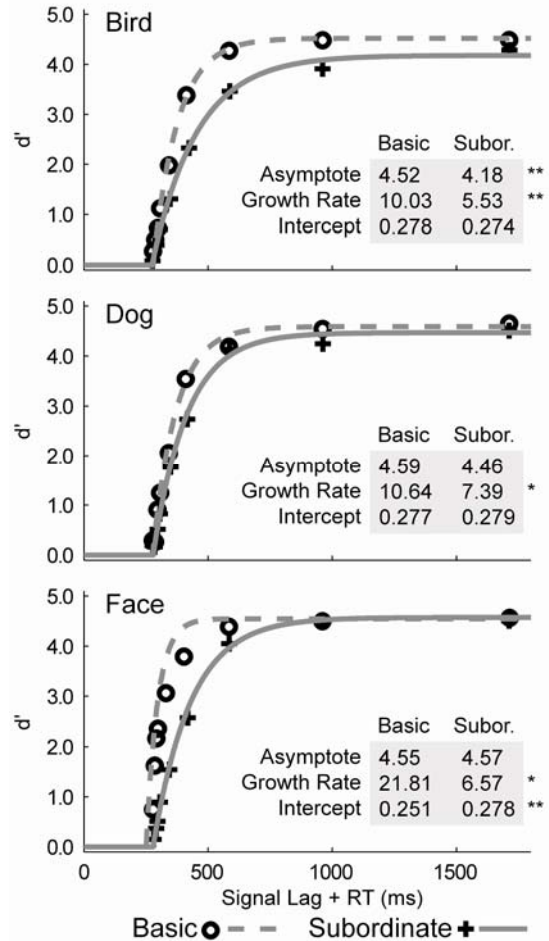 Bird
5.0
4.0
3.0
2.0
1.0
0.0
d'
Basic Subor.
Asymptote 4.52 4.18 **
Growth Rate 10.03 5.53 **
Intercept 0.278 0.274
Dog
5.0
4.0
3.0
2.0
1.0
0.0
d'
Basic Subor.
Asymptote 4.59 4.46
Growth Rate 10.64 7.39 *
Intercept 0.277 0.279
Face
5.0
4.0
3.0
2.0
1.0
0.0
d'
Basic Subor.
Asymptote 4.55 4.57
Growth Rate 21.81 6.57 *
Intercept 0.251 0.278 **
0 500 1000 1500
Signal Lag + RT (ms)
Basic Subordinate